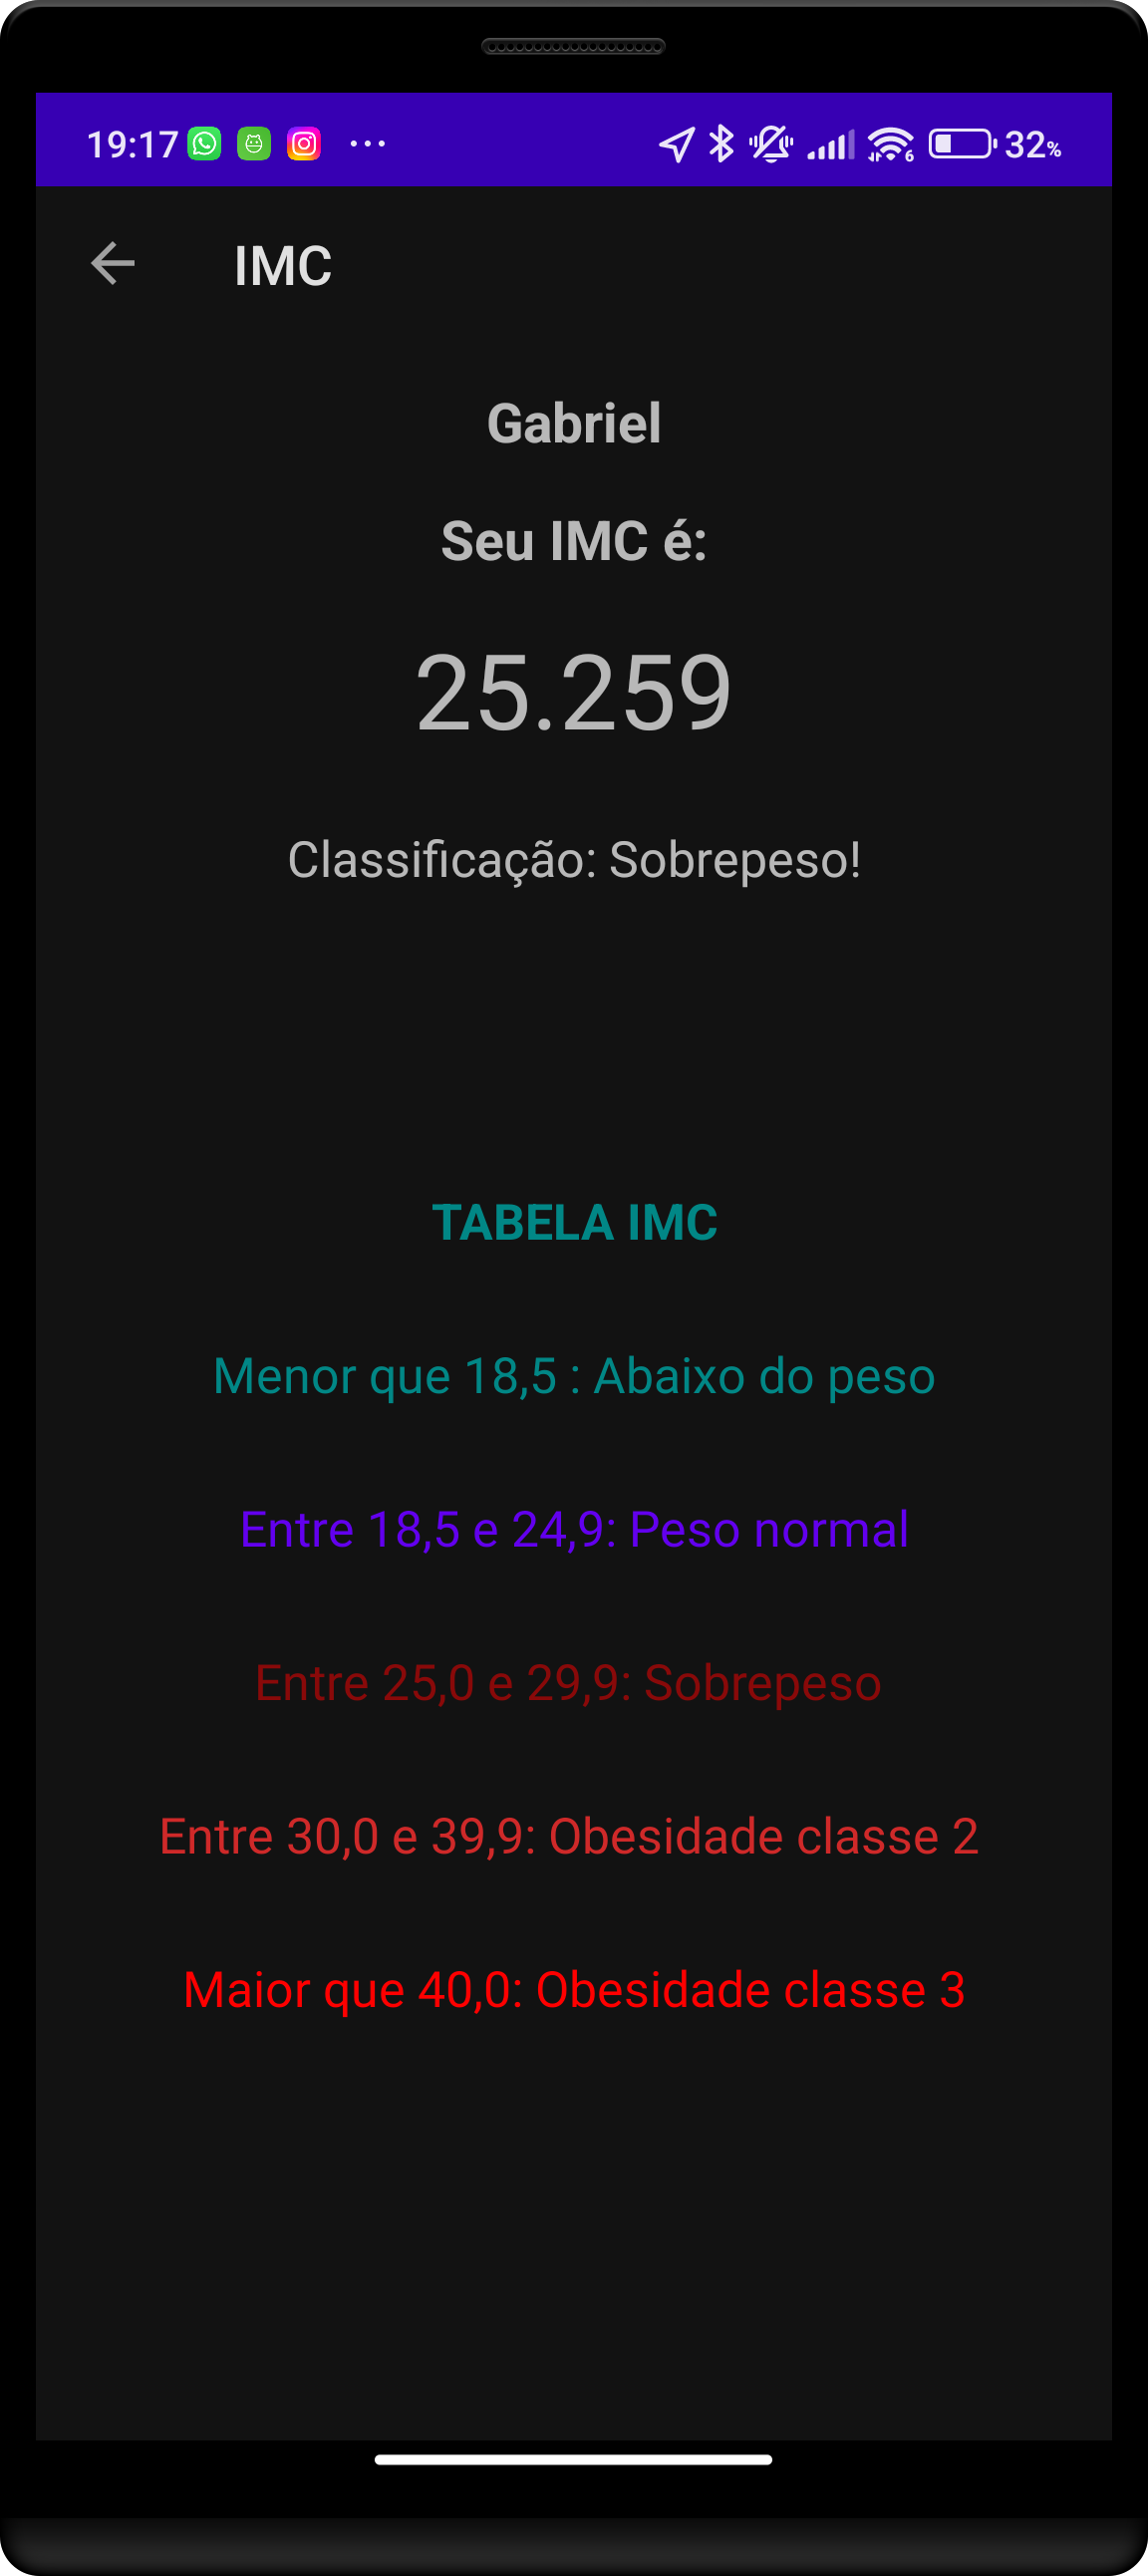 19:17 ... 32%
IMC
Gabriel
Seu IMC é:
25.259
Classificação: Sobrepeso!
TABELA IMC
Menor que 18,5 : Abaixo do peso
Entre 18,5 e 24,9: Peso normal
Entre 25,0 e 29,9: Sobrepeso
Entre 30,0 e 39,9: Obesidade classe 2
Maior que 40,0: Obesidade classe 3